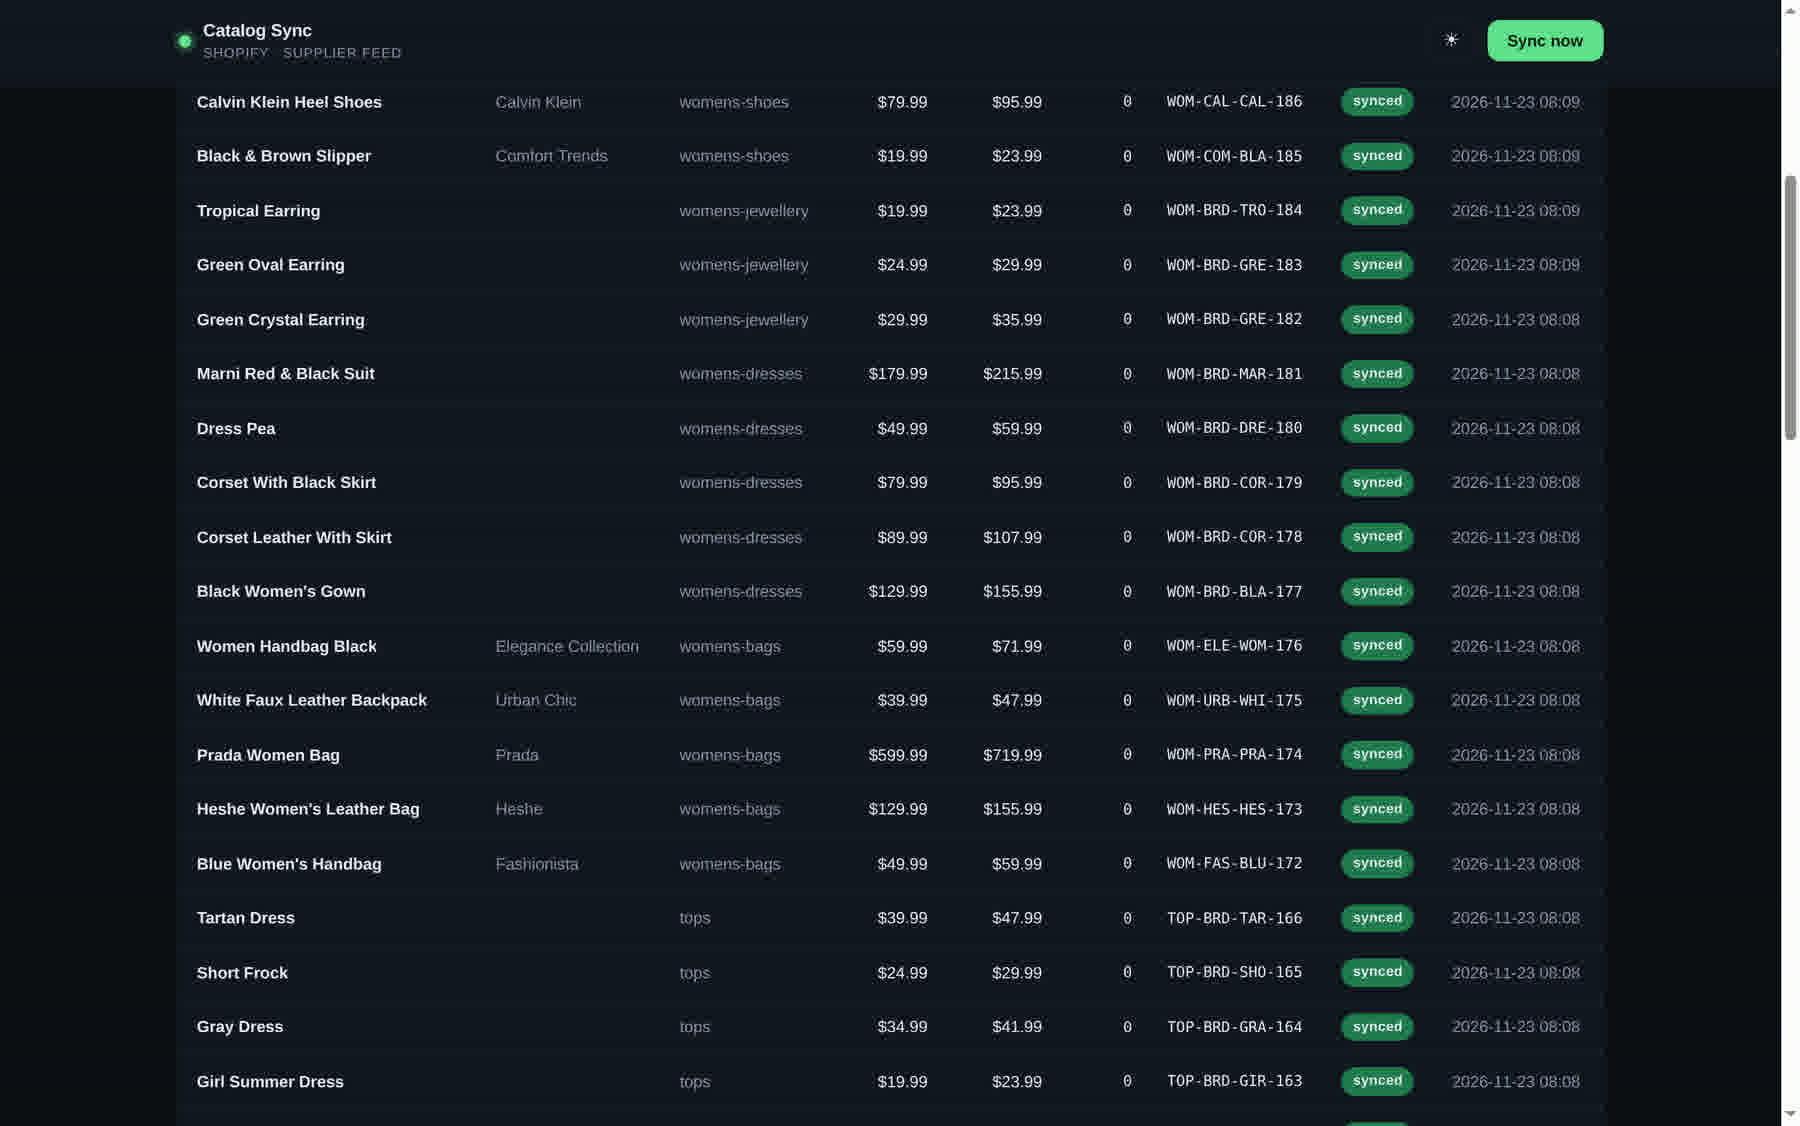 Catalog Sync
SHOPIFY · SUPPLIER FEED
Sync now
Calvin Klein Heel Shoes Calvin Klein womens-shoes $79.99 $95.99 0 WOM-CAL-CAL-186 synced 2026-11-23 08:09
Black & Brown Slipper Comfort Trends womens-shoes $19.99 $23.99 0 WOM-COM-BLA-185 synced 2026-11-23 08:09
Tropical Earring womens-jewellery $19.99 $23.99 0 WOM-BRD-TRO-184 synced 2026-11-23 08:09
Green Oval Earring womens-jewellery $24.99 $29.99 0 WOM-BRD-GRE-183 synced 2026-11-23 08:09
Green Crystal Earring womens-jewellery $29.99 $35.99 0 WOM-BRD-GRE-182 synced 2026-11-23 08:08
Marni Red & Black Suit womens-dresses $179.99 $215.99 0 WOM-BRD-MAR-181 synced 2026-11-23 08:08
Dress Pea womens-dresses $49.99 $59.99 0 WOM-BRD-DRE-180 synced 2026-11-23 08:08
Corset With Black Skirt womens-dresses $79.99 $95.99 0 WOM-BRD-COR-179 synced 2026-11-23 08:08
Corset Leather With Skirt womens-dresses $89.99 $107.99 0 WOM-BRD-COR-178 synced 2026-11-23 08:08
Black Women's Gown womens-dresses $129.99 $155.99 0 WOM-BRD-BLA-177 synced 2026-11-23 08:08
Women Handbag Black Elegance Collection womens-bags $59.99 $71.99 0 WOM-ELE-WOM-176 synced 2026-11-23 08:08
White Faux Leather Backpack Urban Chic womens-bags $39.99 $47.99 0 WOM-URB-WHI-175 synced 2026-11-23 08:08
Prada Women Bag Prada womens-bags $599.99 $719.99 0 WOM-PRA-PRA-174 synced 2026-11-23 08:08
Heshe Women's Leather Bag Heshe womens-bags $129.99 $155.99 0 WOM-HES-HES-173 synced 2026-11-23 08:08
Blue Women's Handbag Fashionista womens-bags $49.99 $59.99 0 WOM-FAS-BLU-172 synced 2026-11-23 08:08
Tartan Dress tops $39.99 $47.99 0 TOP-BRD-TAR-166 synced 2026-11-23 08:08
Short Frock tops $24.99 $29.99 0 TOP-BRD-SHO-165 synced 2026-11-23 08:08
Gray Dress tops $34.99 $41.99 0 TOP-BRD-GRA-164 synced 2026-11-23 08:08
Girl Summer Dress tops $19.99 $23.99 0 TOP-BRD-GIR-163 synced 2026-11-23 08:08